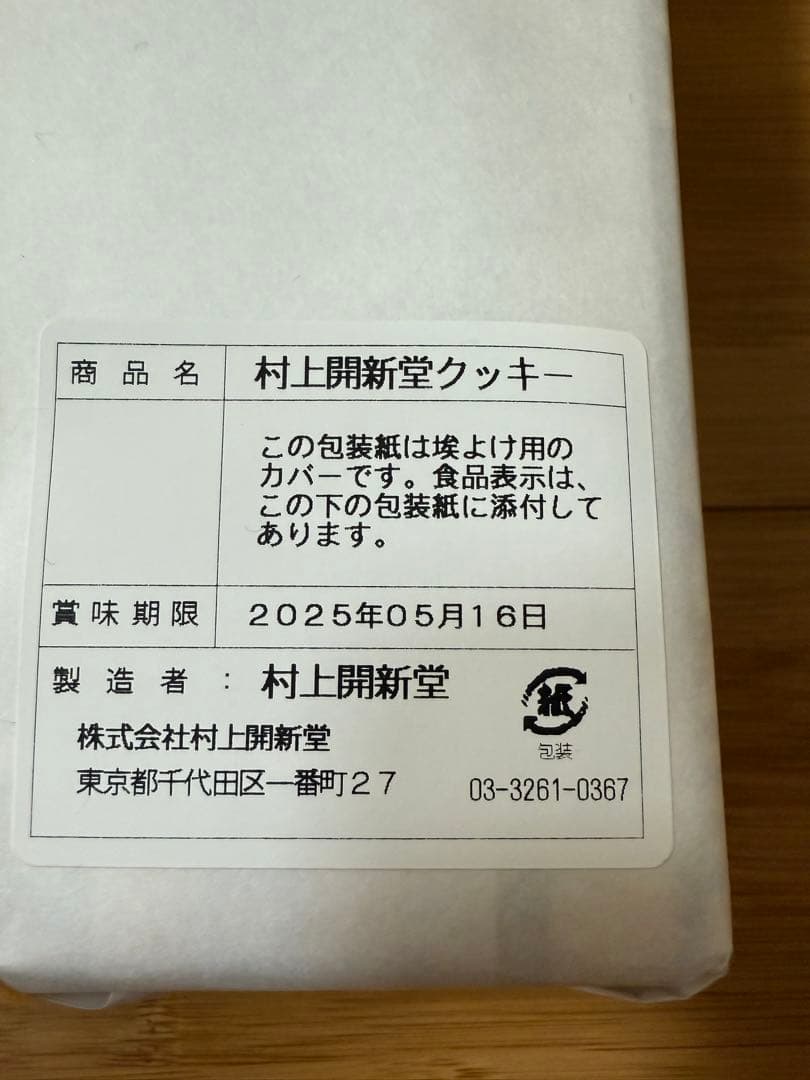 商品名 村上開新堂クッキー
この包装紙は埃よけ用の
カバーです。食品表示は、
この下の包装紙に添付して
あります。
賞味期限 2025年05月16日
製造者：村上開新堂
紙
包装
株式会社村上開新堂
東京都千代田区一番町27 03-3261-0367